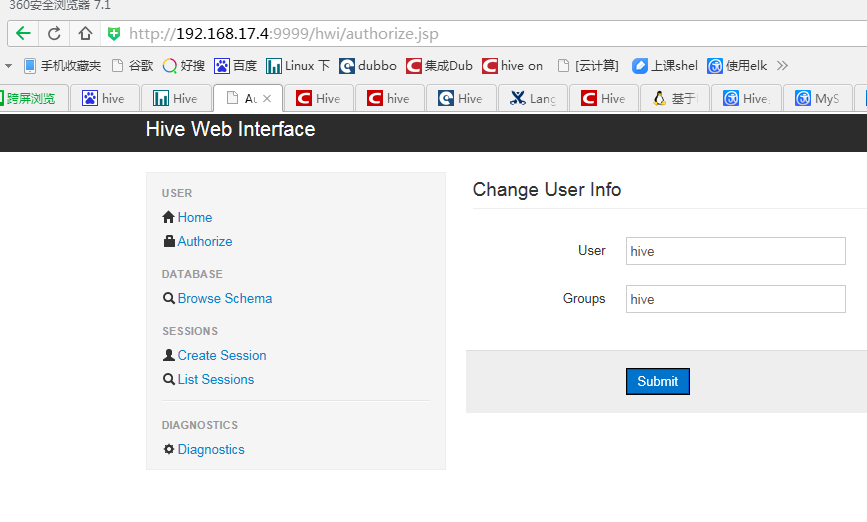 360安全浏览器 7.1
http://192.168.17.4:9999/hwi/authorize.jsp
手机收藏夹 谷歌 好搜 百度 Linux 下 dubbo 集成Dub hive on [云计算] 上课shel 使用elk
跨屏浏览 hive Hive Au Hive hive Hive Lang Hive 基于 Hive MyS
Hive Web Interface
USER
Home
Authorize
DATABASE
Browse Schema
SESSIONS
Create Session
List Sessions
DIAGNOSTICS
Diagnostics
Change User Info
User hive
Groups hive
Submit